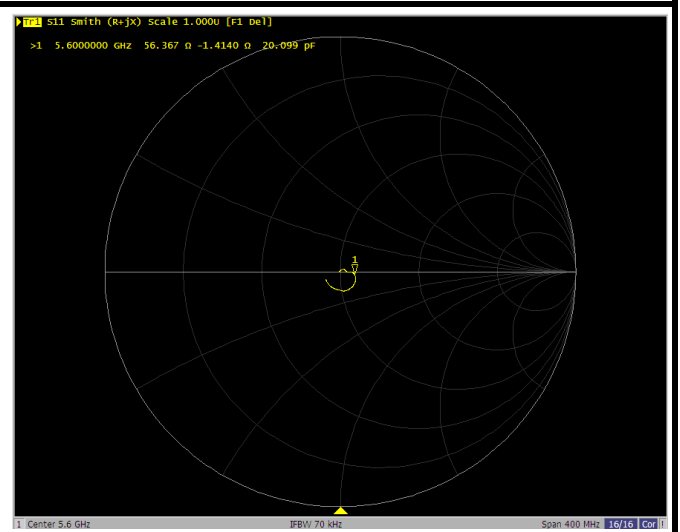 Tr1 S11 Smith (R+jX) Scale 1.000U [F1 Del]
>1 5.6000000 GHz 56.367 Ω -1.4140 Ω 20.099 pF
1
1 Center 5.6 GHz IFBW 70 kHz Span 400 MHz 16/16 Cor !